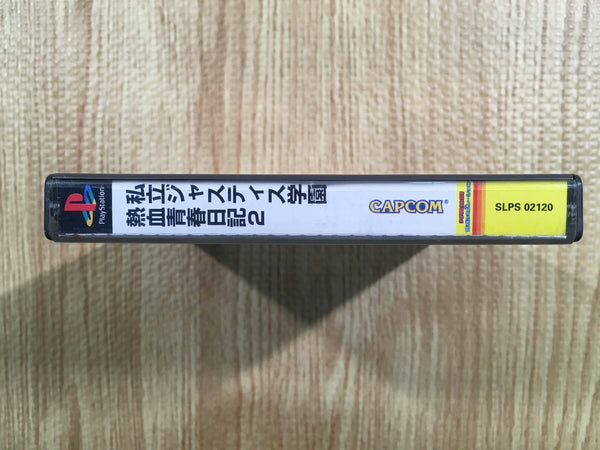 PlayStation
私立ジャスティス学園
熱血青春日記2
CAPCOM
SLPS 02120